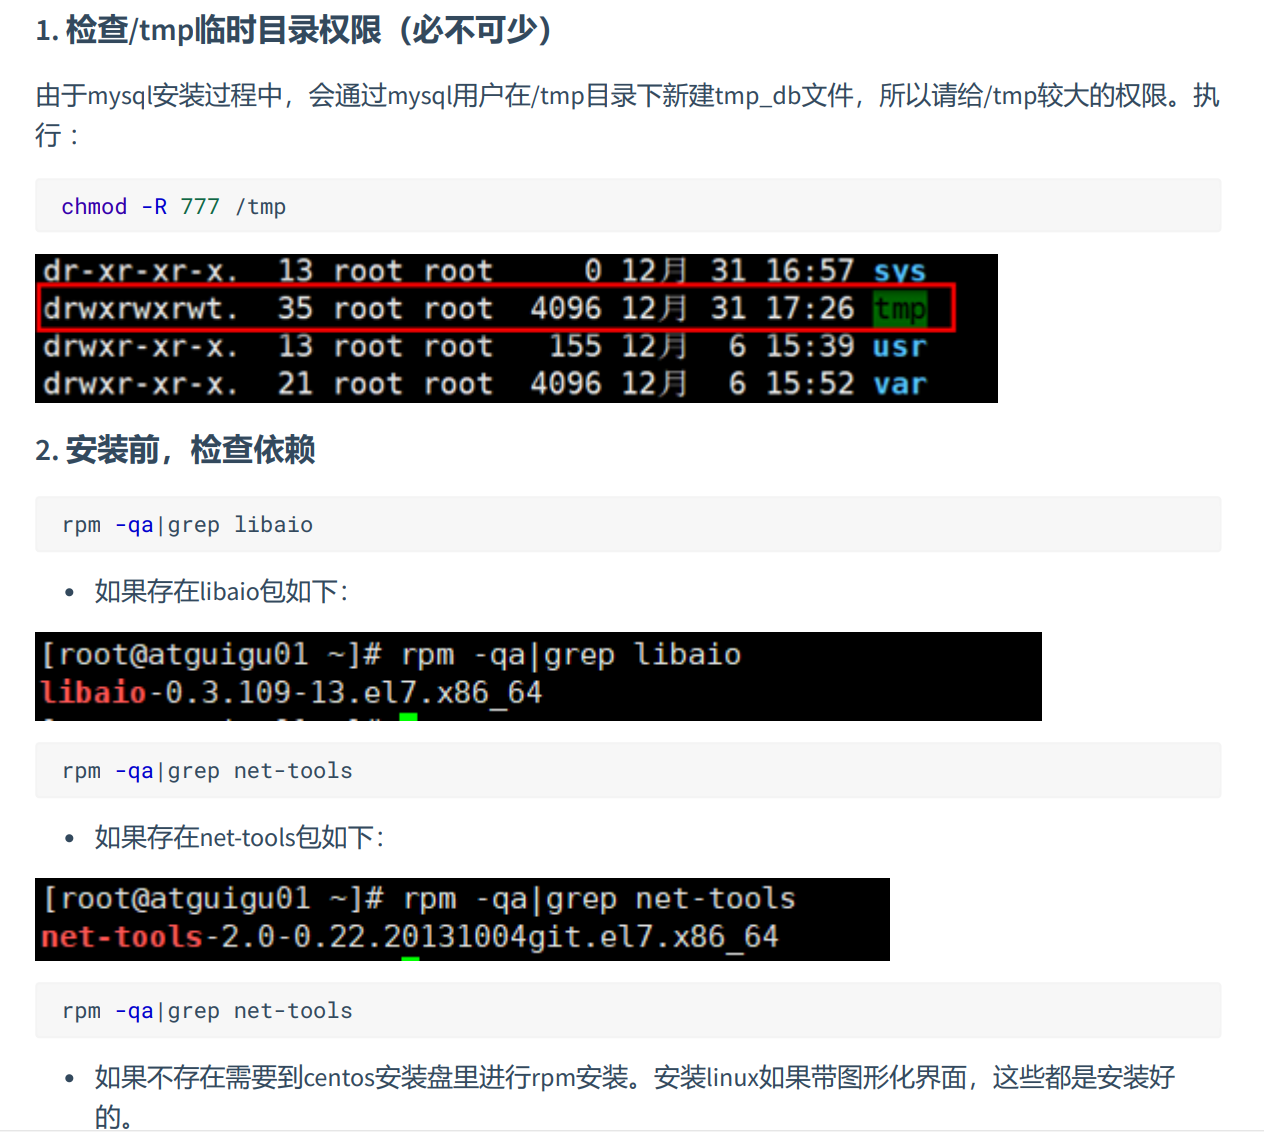 1. 检查/tmp临时目录权限（必不可少）
由于mysql安装过程中，会通过mysql用户在/tmp目录下新建tmp_db文件，所以请给/tmp较大的权限。执
行：
chmod -R 777 /tmp
dr-xr-xr-x. 13 root root 0 12月 31 16:57 sys
drwxrwxrwt. 35 root root 4096 12月 31 17:26 tmp
drwxr-xr-x. 13 root root 155 12月 6 15:39 usr
drwxr-xr-x. 21 root root 4096 12月 6 15:52 var
2. 安装前，检查依赖
rpm -qa|grep libaio
• 如果存在libaio包如下：
[root@atguigu01 ~]# rpm -qa|grep libaio
libaio-0.3.109-13.el7.x86_64
rpm -qa|grep net-tools
• 如果存在net-tools包如下：
[root@atguigu01 ~]# rpm -qa|grep net-tools
net-tools-2.0-0.22.20131004git.el7.x86_64
rpm -qa|grep net-tools
• 如果不存在需要到centos安装盘里进行rpm安装。安装linux如果带图形化界面，这些都是安装好
的。